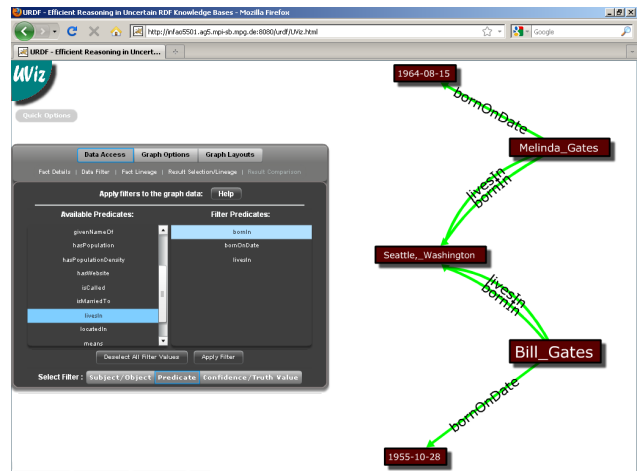 URDF - Efficient Reasoning in Uncertain RDF Knowledge Bases - Mozilla Firefox
http://infao5501.ag5.mpi-sb.mpg.de:8080/urdf/UViz.html
Google
URDF - Efficient Reasoning in Uncert...
UViz
Quick Options
Data Access Graph Options Graph Layouts
Fact Details | Data Filter | Fact Lineage | Result Selection/Lineage | Result Comparison
Apply filters to the graph data: Help
Available Predicates: Filter Predicates:
givenNameOf
hasPopulation
hasPopulationDensity
hasWebsite
isCalled
isMarriedTo
livesIn
locatedIn
means
bornIn
bornOnDate
livesIn
Deselect All Filter Values Apply Filter
Select Filter : Subject/Object Predicate Confidence/Truth Value
1964-08-15
bornOnDate
Melinda_Gates
livesIn
bornIn
Seattle,_Washington
livesIn
bornIn
Bill_Gates
bornOnDate
1955-10-28